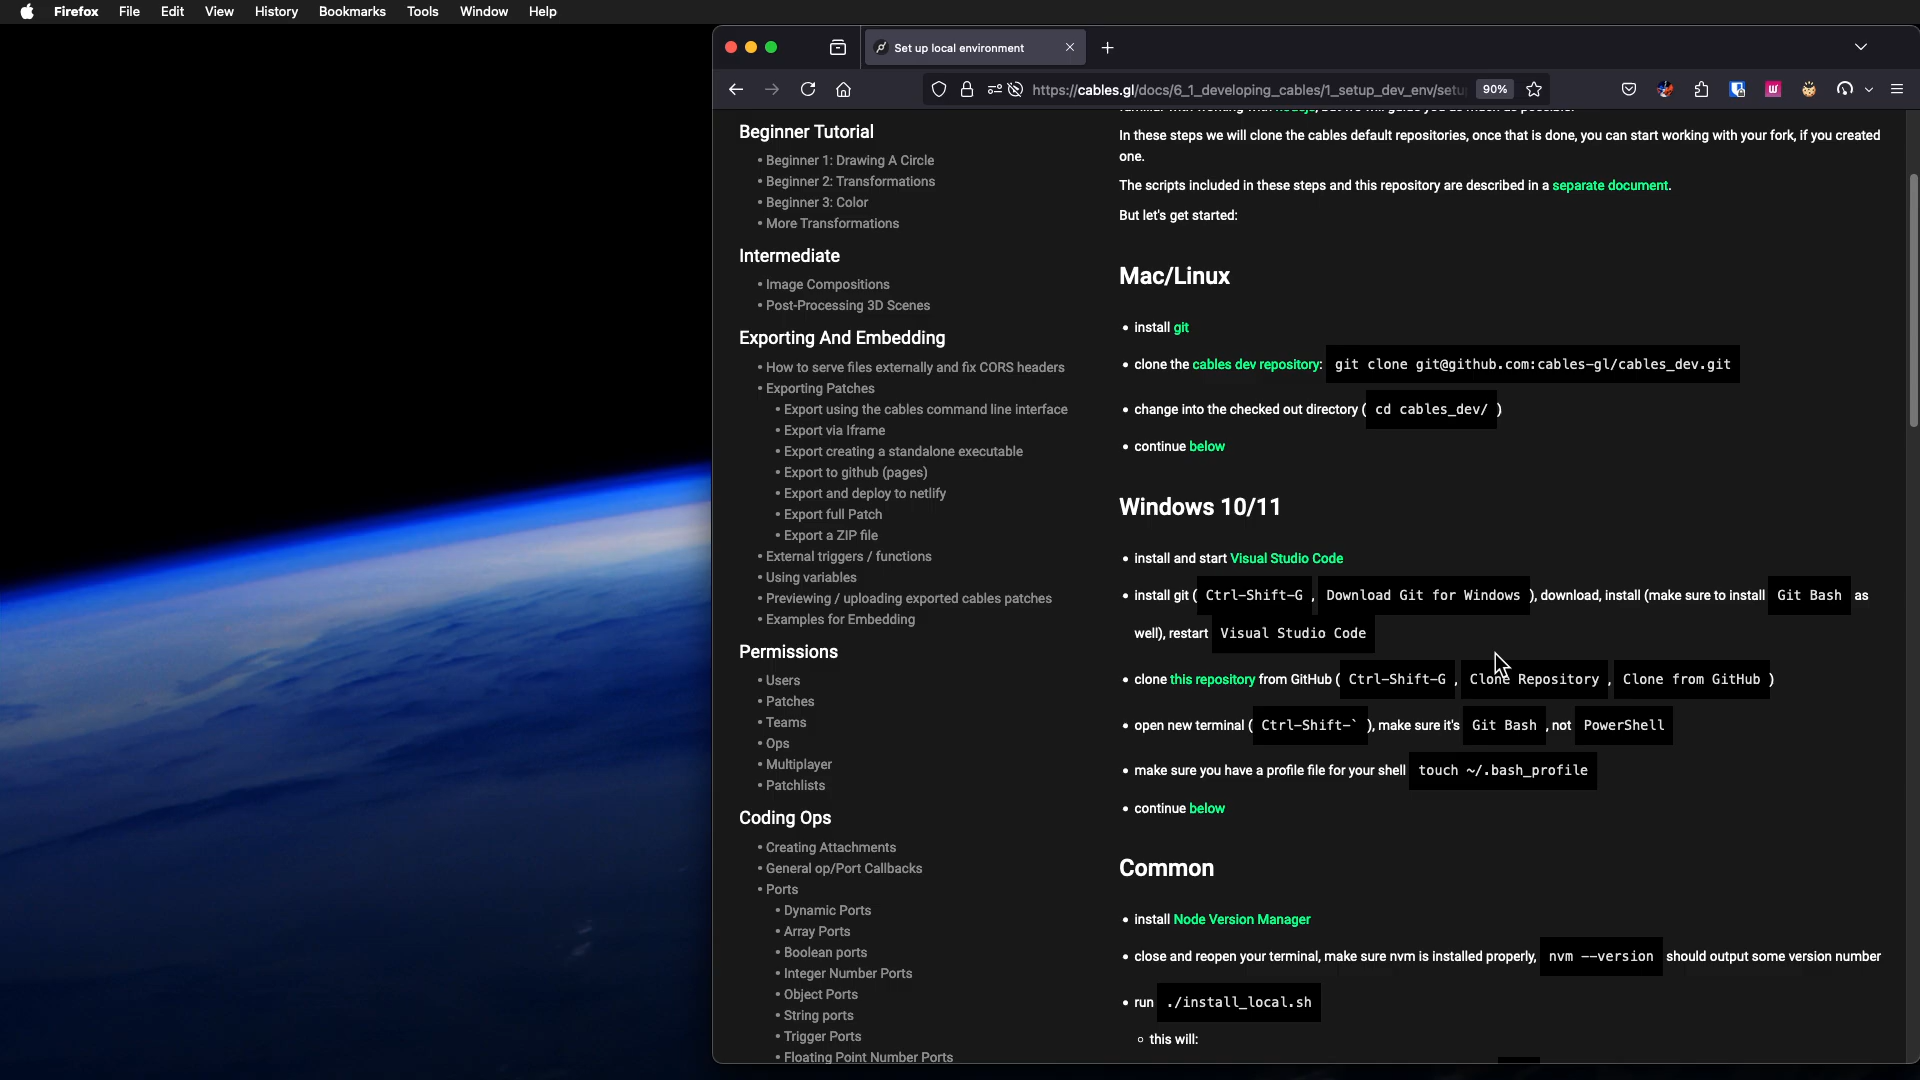 Firefox File Edit View History Bookmarks Tools Window Help
Set up local environment
https://cables.gl/docs/6_1_developing_cables/1_setup_dev_env/setu
90%
Beginner Tutorial
• Beginner 1: Drawing A Circle
• Beginner 2: Transformations
• Beginner 3: Color
• More Transformations
Intermediate
• Image Compositions
• Post-Processing 3D Scenes
Exporting And Embedding
• How to serve files externally and fix CORS headers
• Exporting Patches
• Export using the cables command line interface
• Export via Iframe
• Export creating a standalone executable
• Export to github (pages)
• Export and deploy to netlify
• Export full Patch
• Export a ZIP file
• External triggers / functions
• Using variables
• Previewing / uploading exported cables patches
• Examples for Embedding
Permissions
• Users
• Patches
• Teams
• Ops
• Multiplayer
• Patchlists
Coding Ops
• Creating Attachments
• General op/Port Callbacks
• Ports
• Dynamic Ports
• Array Ports
• Boolean ports
• Integer Number Ports
• Object Ports
• String ports
• Trigger Ports
• Floating Point Number Ports
In these steps we will clone the cables default repositories, once that is done, you can start working with your fork, if you created
one.
The scripts included in these steps and this repository are described in a separate document.
But let's get started:
Mac/Linux
• install git
• clone the cables dev repository: git clone git@github.com:cables-gl/cables_dev.git
• change into the checked out directory ( cd cables_dev/ )
• continue below
Windows 10/11
• install and start Visual Studio Code
• install git ( Ctrl-Shift-G , Download Git for Windows ), download, install (make sure to install Git Bash as
well), restart Visual Studio Code
• clone this repository from GitHub ( Ctrl-Shift-G , Clone Repository , Clone from GitHub )
• open new terminal ( Ctrl-Shift-` ), make sure it's Git Bash , not PowerShell
• make sure you have a profile file for your shell touch ~/.bash_profile
• continue below
Common
• install Node Version Manager
• close and reopen your terminal, make sure nvm is installed properly, nvm --version should output some version number
• run ./install_local.sh
◦ this will: